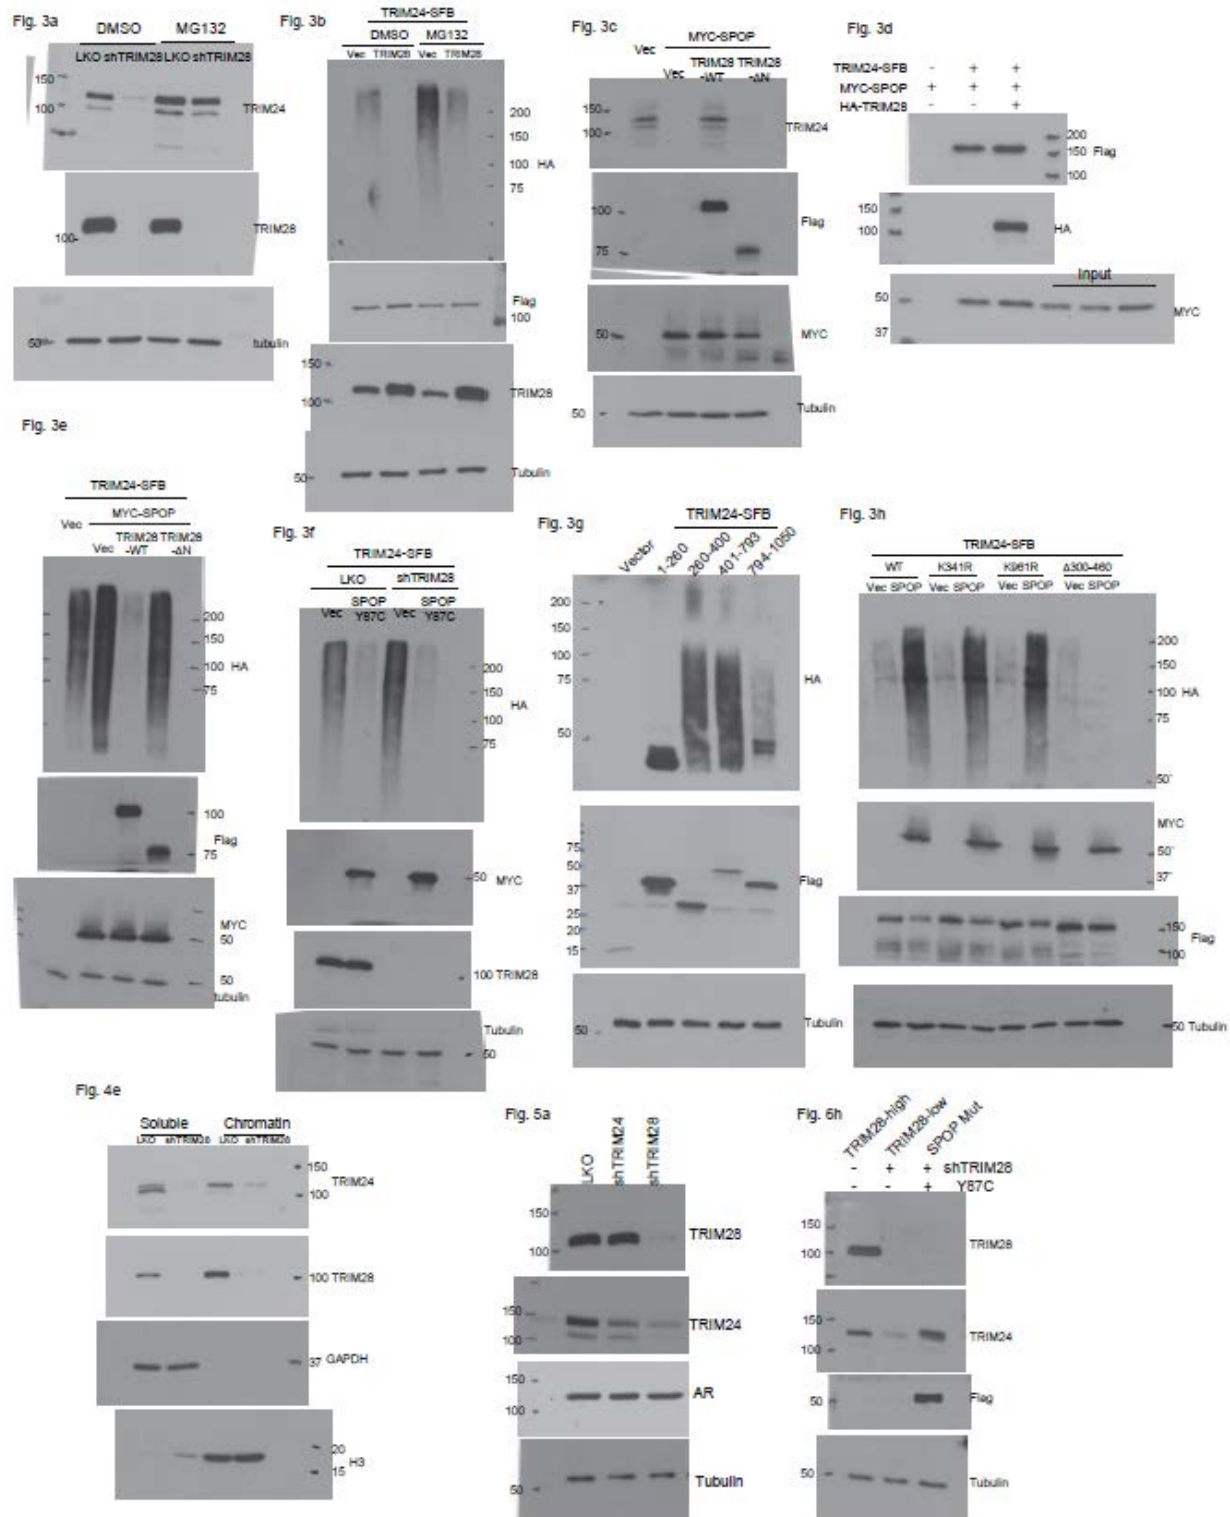 Fig. 3a
DMSO MG132
LKO shTRIM28 LKO shTRIM28
150
100
TRIM24
100
TRIM28
50
tubulin
Fig. 3b
TRIM24-SFB
DMSO MG132
Vec TRIM28 Vec TRIM28
200
150
100 HA
75
Flag
100
150
100
TRIM28
50
Tubulin
Fig. 3c
MYC-SPOP
Vec
Vec TRIM28 -WT TRIM28 -ΔN
150
100
TRIM24
100
Flag
75
50
MYC
50
Tubulin
Fig. 3d
TRIM24-SFB - + +
MYC-SPOP + + +
HA-TRIM28 - - +
200
150 Flag
100
150
100
HA
Input
50
MYC
37
Fig. 3e
TRIM24-SFB
MYC-SPOP
Vec
Vec TRIM28 -WT TRIM28 -ΔN
200
150
100 HA
75
100
Flag
75
MYC
50
50
tubulin
Fig. 3f
TRIM24-SFB
LKO shTRIM28
Vec SPOP Y87C Vec SPOP Y87C
200
150
HA
100
75
50 MYC
100 TRIM28
Tubulin
50
Fig. 3g
TRIM24-SFB
Vector 1-260 260-400 401-793 794-1050
200
150
100
HA
75
50
75
50
37
Flag
25
20
15
50
Tubulin
Fig. 3h
TRIM24-SFB
WT K341R K961R Δ300-460
Vec SPOP Vec SPOP Vec SPOP Vec SPOP
200
150
100 HA
75
50
MYC
50
37
150
Flag
100
50 Tubulin
Fig. 4e
Soluble Chromatin
LKO shTRIM28 LKO shTRIM28
150
TRIM24
100
100 TRIM28
37 GAPDH
20
H3
15
Fig. 5a
LKO shTRIM24 shTRIM28
150
TRIM28
100
150
TRIM24
100
150
AR
100
Tubulin
50
Fig. 6h
TRIM28-high TRIM28-low SPOP Mut
- + + shTRIM28
- - + Y87C
150
100
TRIM28
150
TRIM24
100
50
Flag
50
Tubulin